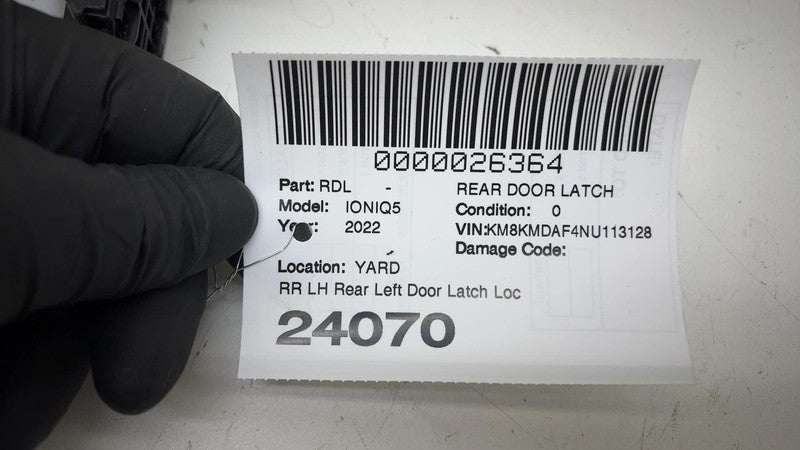 0000026364
Part: RDL - REAR DOOR LATCH
Model: IONIQ5 Condition: 0
Year: 2022 VIN:KM8KMDAF4NU113128
Damage Code:
Location: YARD
RR LH Rear Left Door Latch Loc
24070